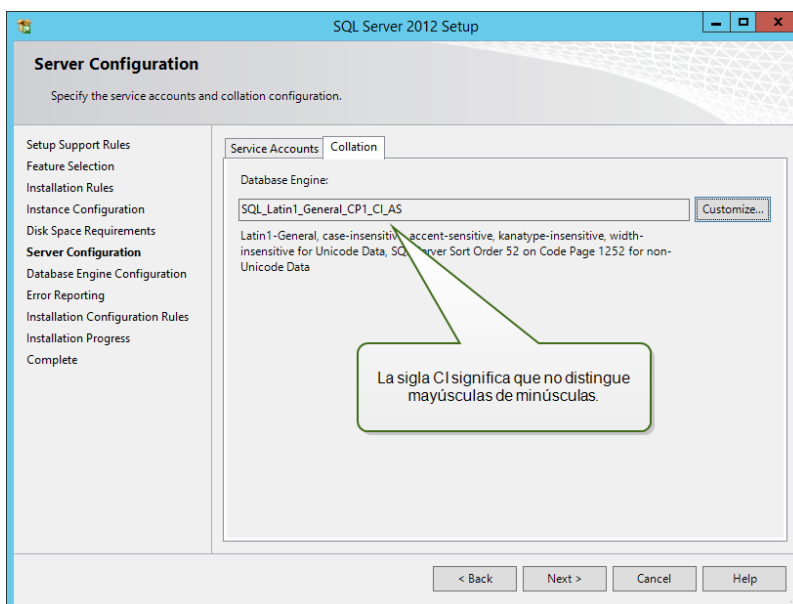 SQL Server 2012 Setup
Server Configuration
Specify the service accounts and collation configuration.
Setup Support Rules
Feature Selection
Installation Rules
Instance Configuration
Disk Space Requirements
Server Configuration
Database Engine Configuration
Error Reporting
Installation Configuration Rules
Installation Progress
Complete
Service Accounts
Collation
Database Engine:
SQL_Latin1_General_CP1_CI_AS
Customize...
Latin1-General, case-insensitive, accent-sensitive, kanatype-insensitive, width-
insensitive for Unicode Data, SQL Server Sort Order 52 on Code Page 1252 for non-
Unicode Data
La sigla CI significa que no distingue
mayúsculas de minúsculas.
< Back
Next >
Cancel
Help